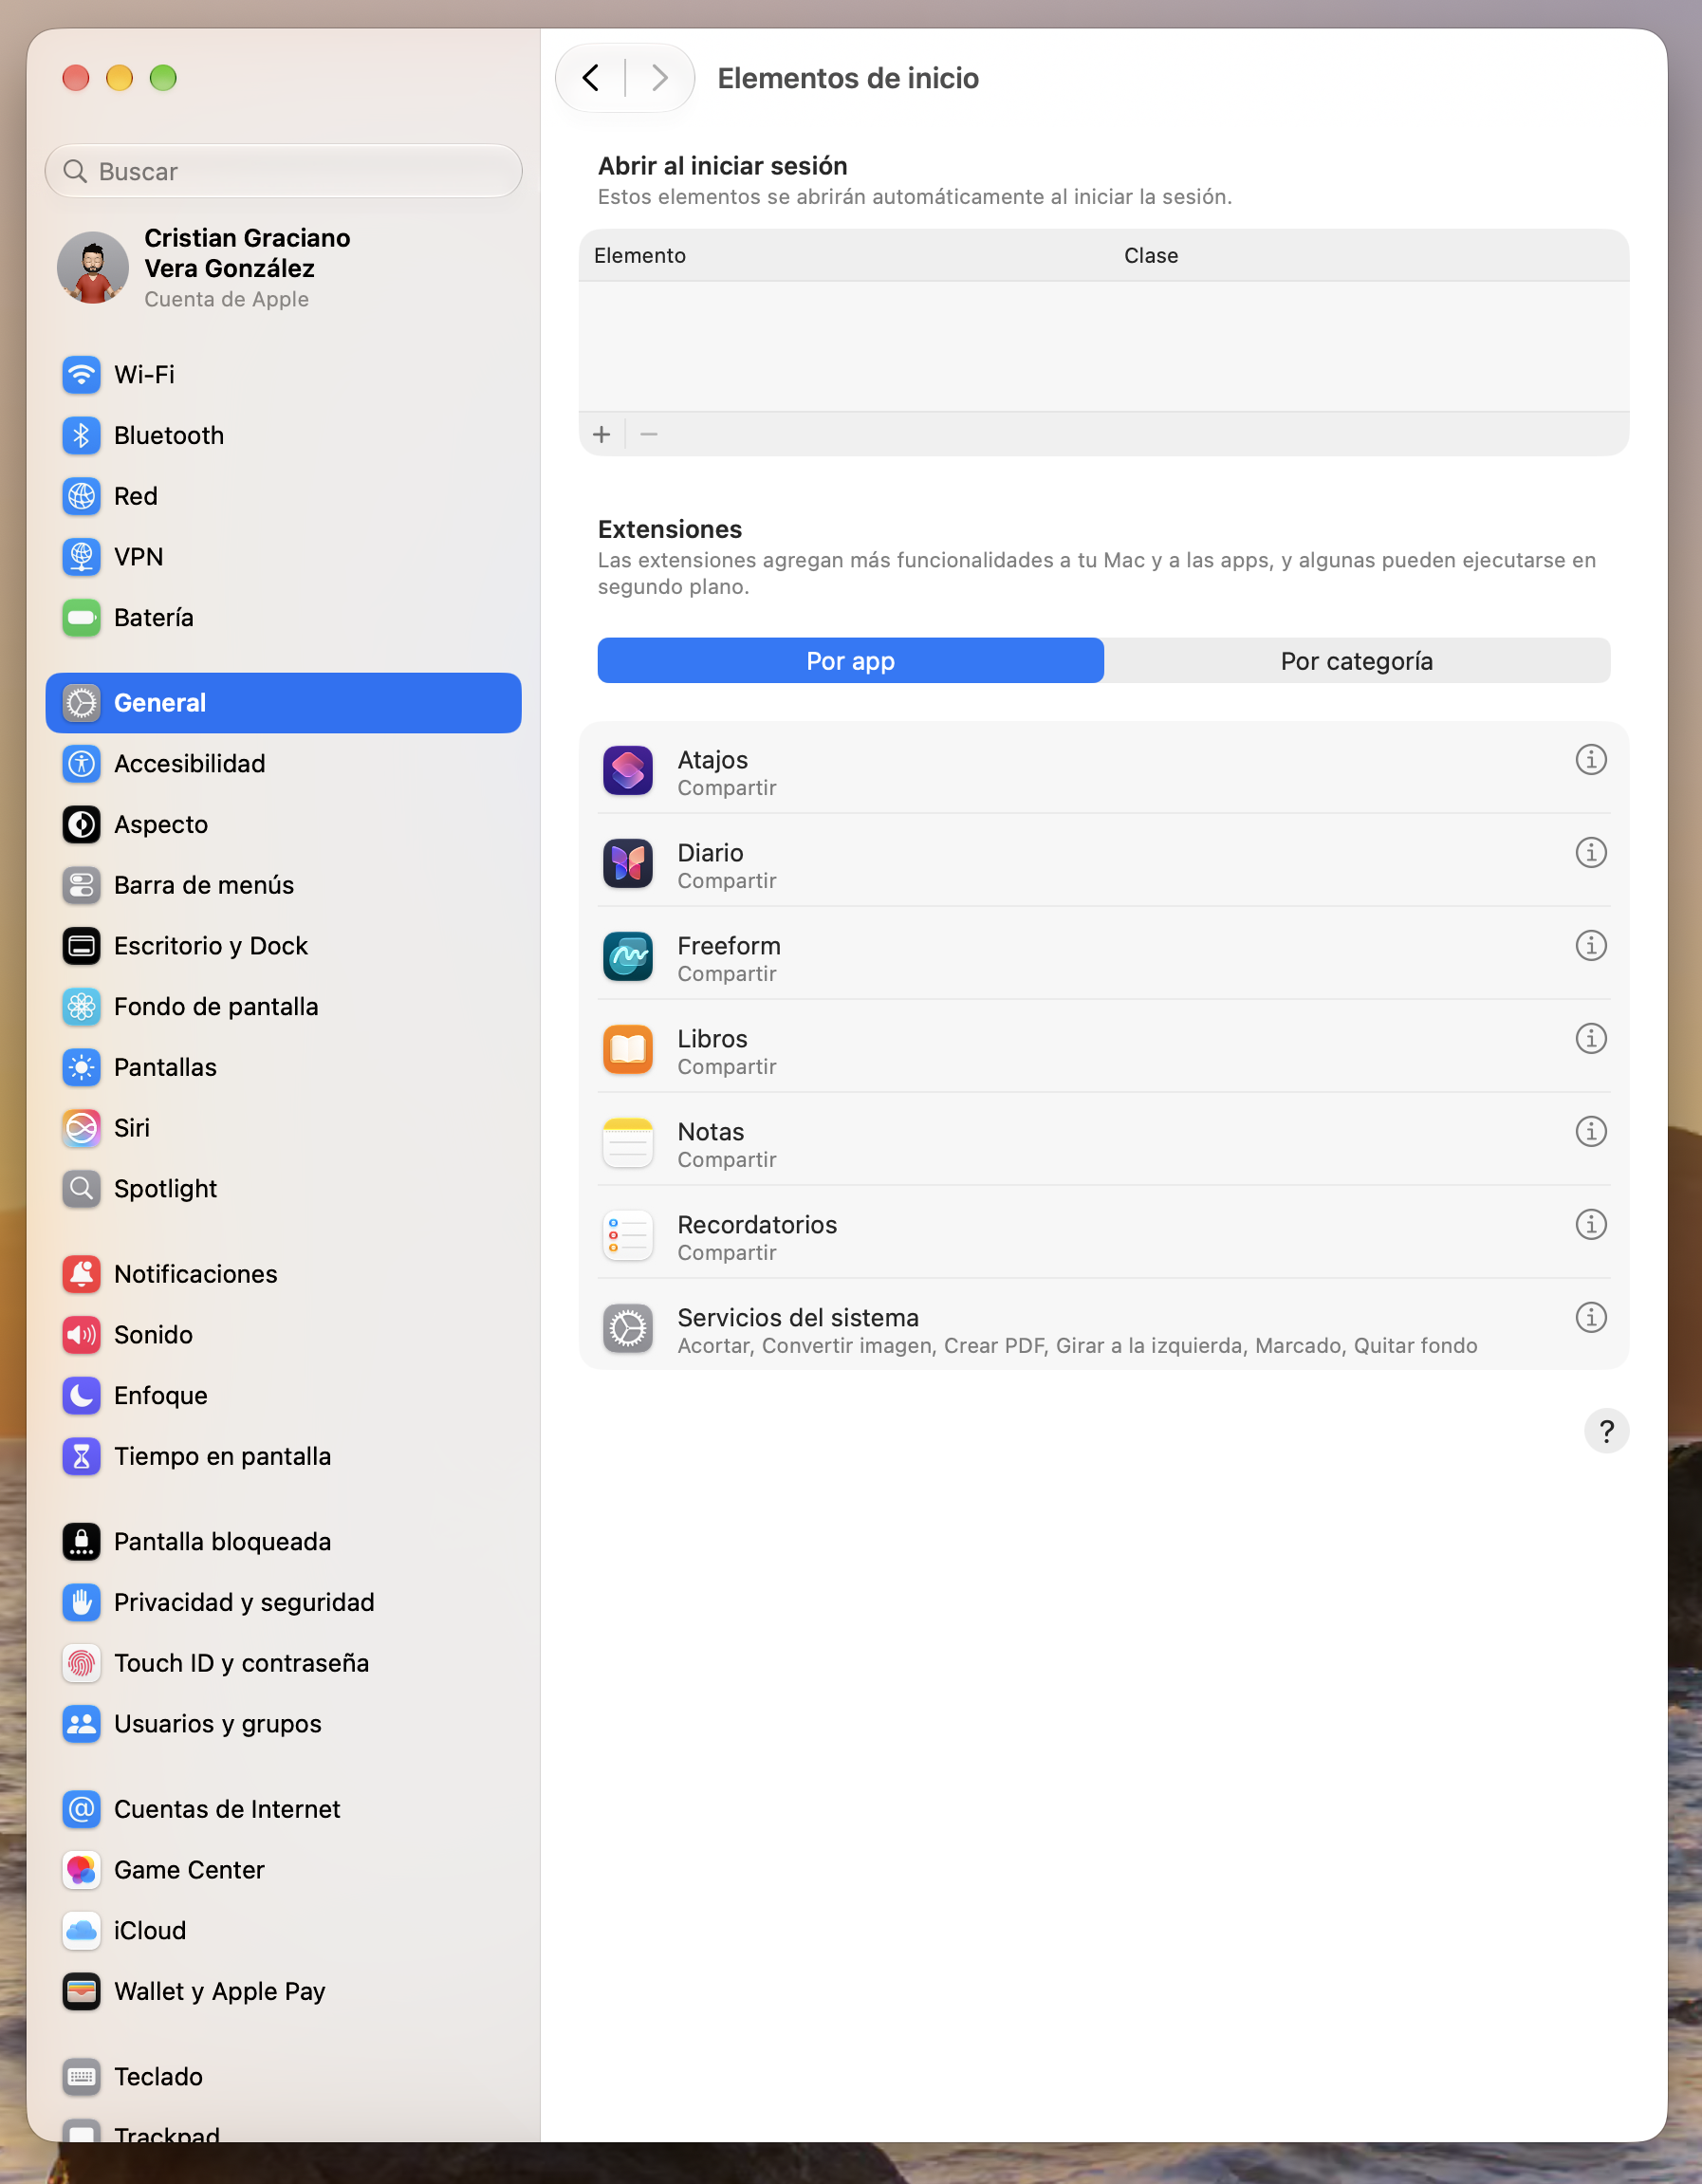 Buscar
Cristian Graciano
Vera González
Cuenta de Apple
Wi-Fi
Bluetooth
Red
VPN
Batería
General
Accesibilidad
Aspecto
Barra de menús
Escritorio y Dock
Fondo de pantalla
Pantallas
Siri
Spotlight
Notificaciones
Sonido
Enfoque
Tiempo en pantalla
Pantalla bloqueada
Privacidad y seguridad
Touch ID y contraseña
Usuarios y grupos
Cuentas de Internet
Game Center
iCloud
Wallet y Apple Pay
Teclado
Trackpad
Elementos de inicio
Abrir al iniciar sesión
Estos elementos se abrirán automáticamente al iniciar la sesión.
Elemento Clase
Extensiones
Las extensiones agregan más funcionalidades a tu Mac y a las apps, y algunas pueden ejecutarse en
segundo plano.
Por app Por categoría
Atajos
Compartir
Diario
Compartir
Freeform
Compartir
Libros
Compartir
Notas
Compartir
Recordatorios
Compartir
Servicios del sistema
Acortar, Convertir imagen, Crear PDF, Girar a la izquierda, Marcado, Quitar fondo
?